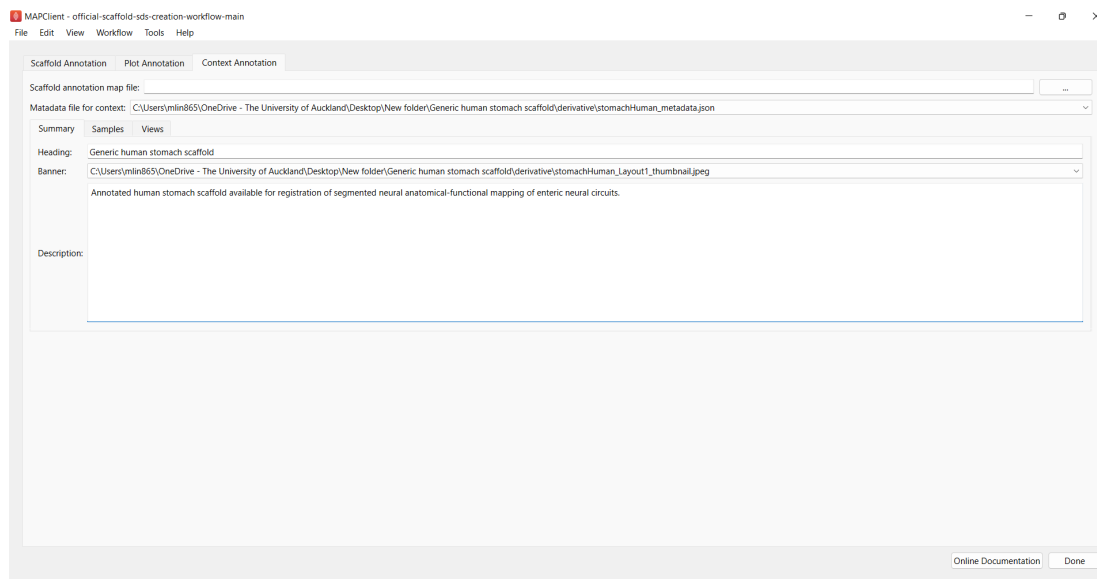 MAPClient - official-scaffold-sds-creation-workflow-main
File Edit View Workflow Tools Help
Scaffold Annotation Plot Annotation Context Annotation
Scaffold annotation map file: ...
Matadata file for context: C:\Users\mlin865\OneDrive - The University of Auckland\Desktop\New folder\Generic human stomach scaffold\derivative\stomachHuman_metadata.json
Summary Samples Views
Heading: Generic human stomach scaffold
Banner: C:\Users\mlin865\OneDrive - The University of Auckland\Desktop\New folder\Generic human stomach scaffold\derivative\stomachHuman_Layout1_thumbnail.jpeg
Annotated human stomach scaffold available for registration of segmented neural anatomical-functional mapping of enteric neural circuits.
Description:
Online Documentation Done